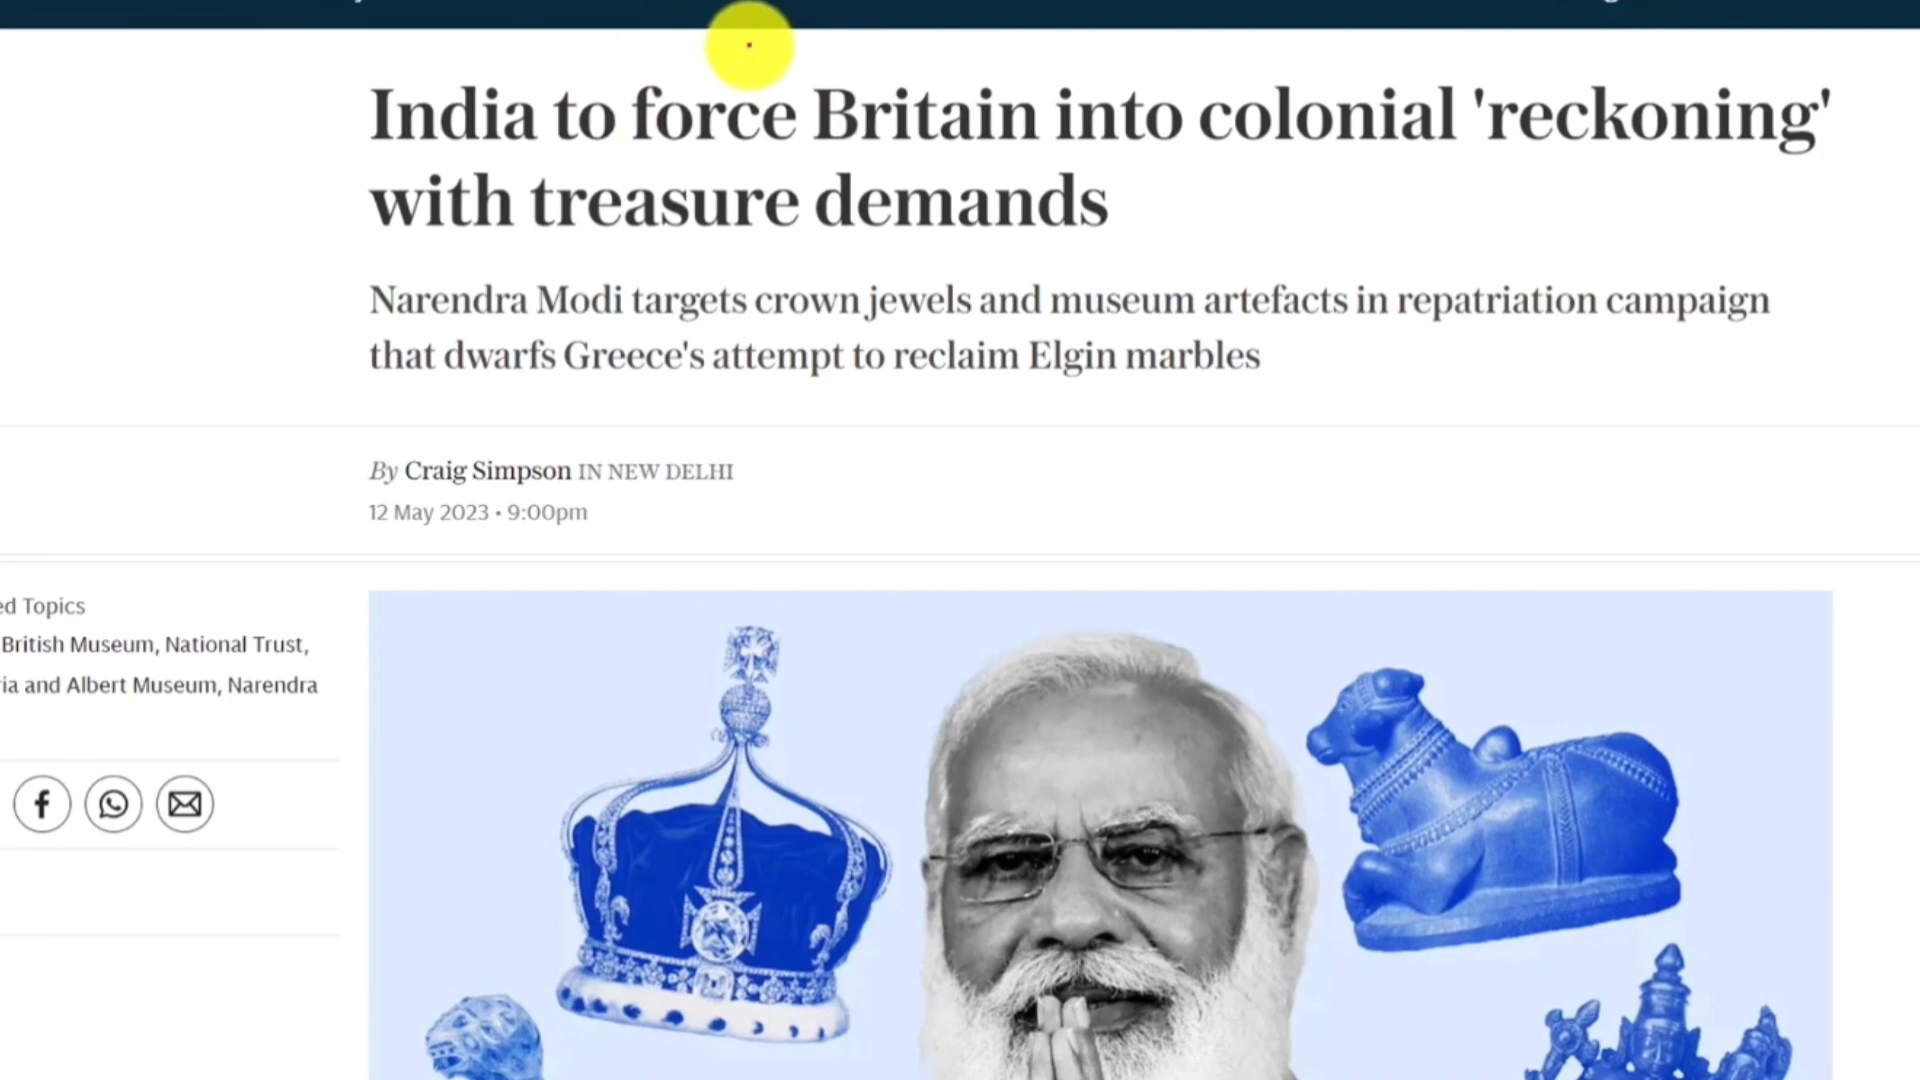 India to force Britain into colonial 'reckoning'
with treasure demands
Narendra Modi targets crown jewels and museum artefacts in repatriation campaign
that dwarfs Greece's attempt to reclaim Elgin marbles
By Craig Simpson IN NEW DELHI
12 May 2023 • 9:00pm
Topics
British Museum, National Trust,
and Albert Museum, Narendra